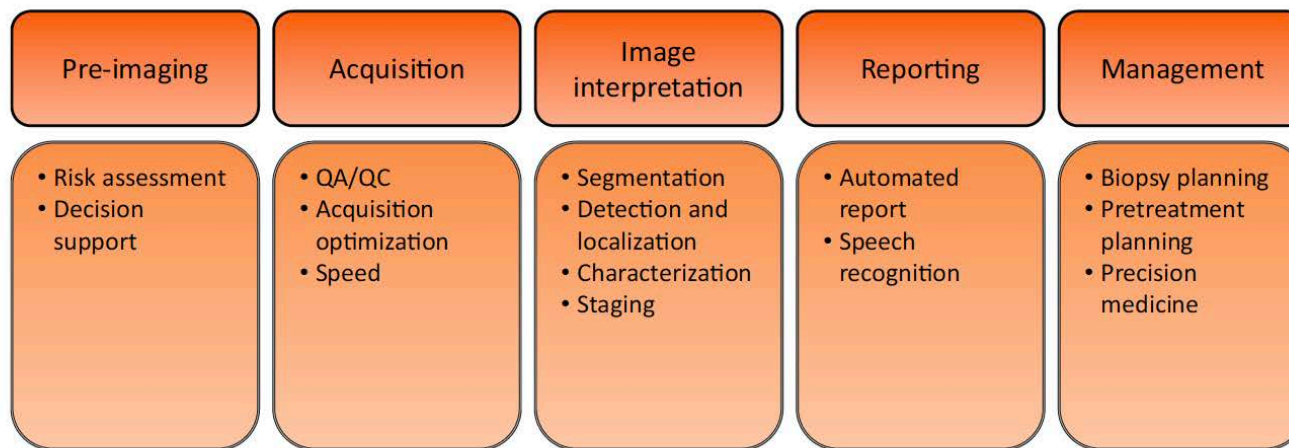 Pre-imaging
• Risk assessment
• Decision
support
Acquisition
• QA/QC
• Acquisition
optimization
• Speed
Image
interpretation
• Segmentation
• Detection and
localization
• Characterization
• Staging
Reporting
• Automated
report
• Speech
recognition
Management
• Biopsy planning
• Pretreatment
planning
• Precision
medicine